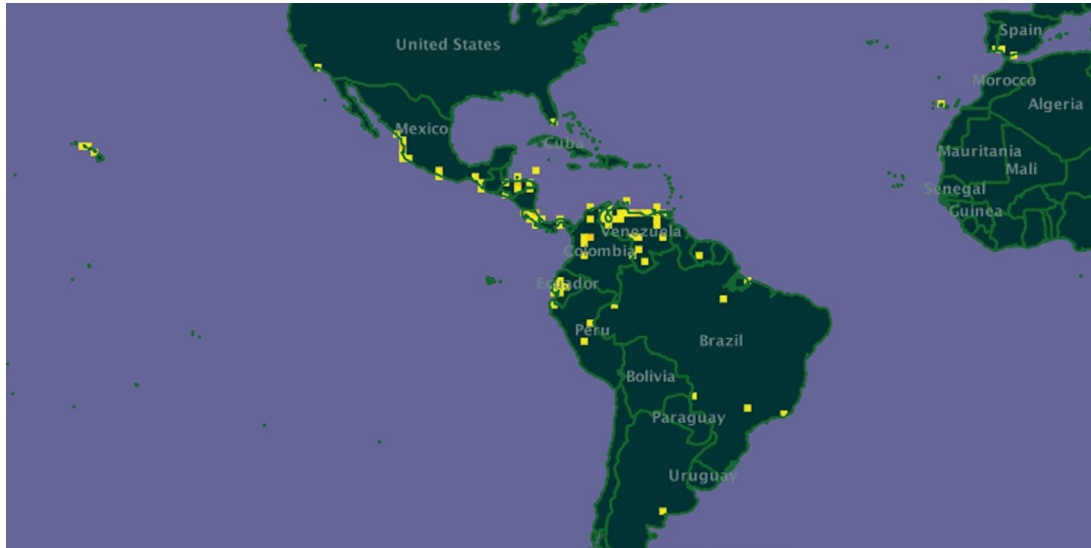 United States
Spain
Morocco
Algeria
Mexico
Cuba
Mauritania
Mali
Senegal
Guinea
Venezuela
Colombia
Ecuador
Peru
Brazil
Bolivia
Paraguay
Uruguay